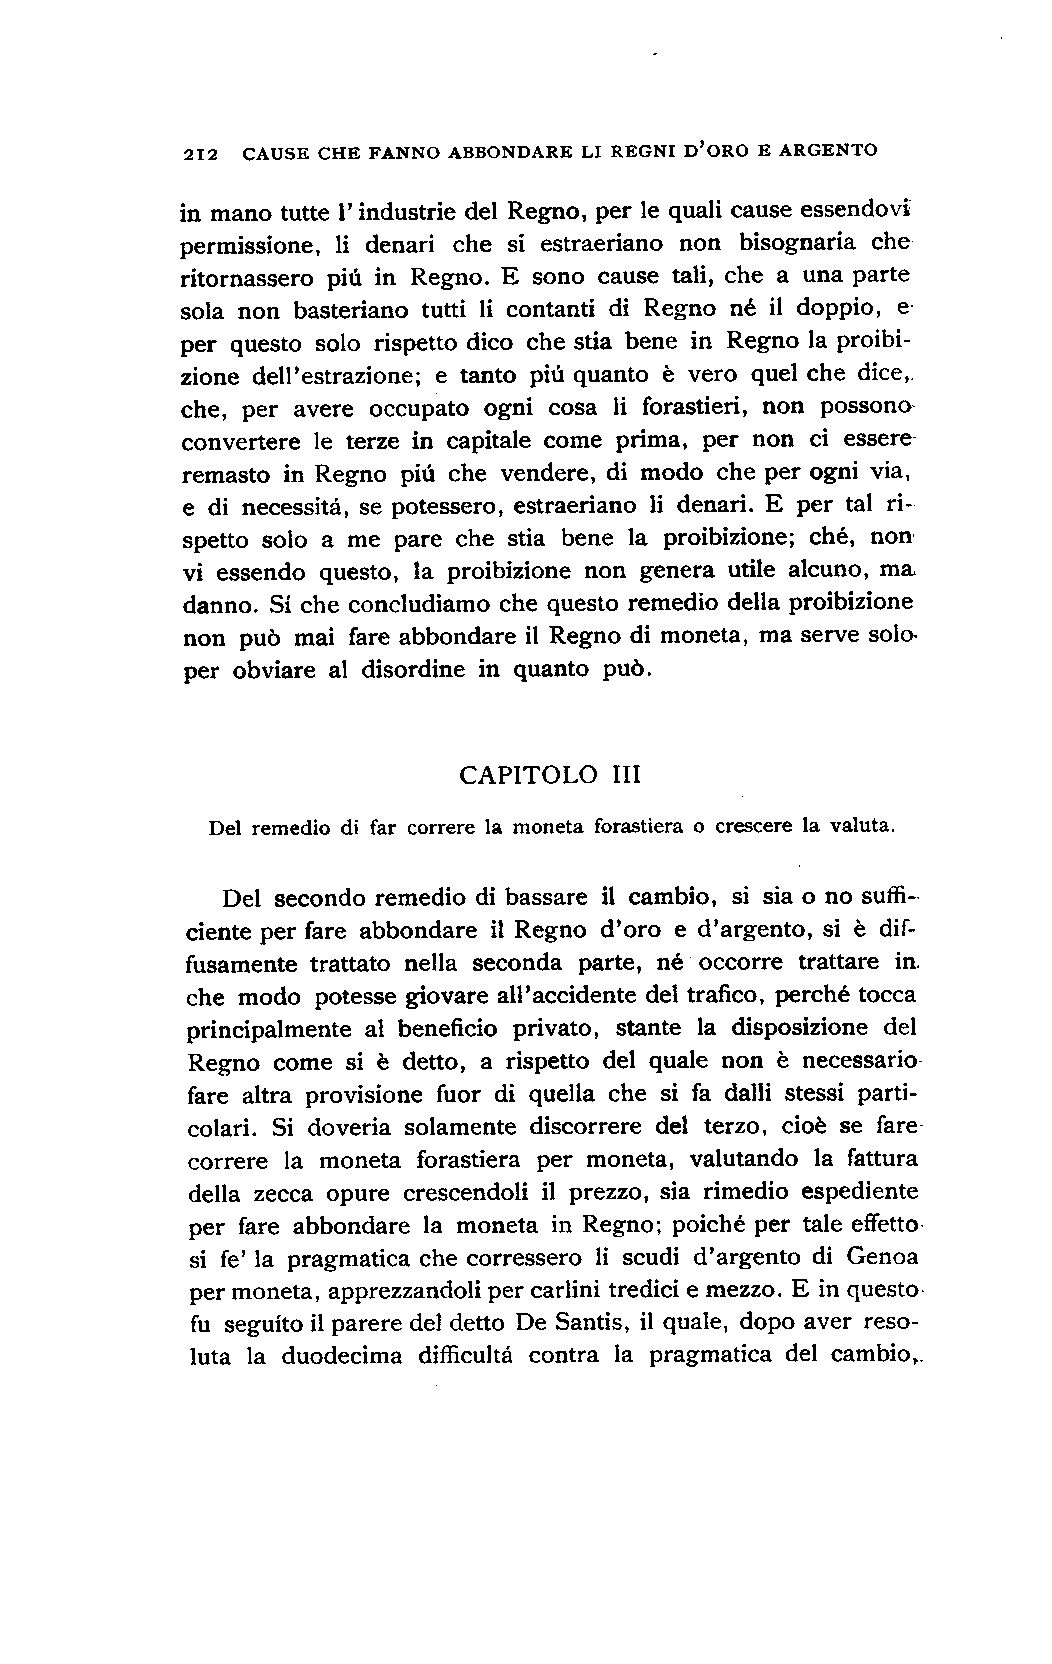 212 CAUSE CHE FANNO ABBONDARE LI REGNI D'ORO E ARGENTO
in mano tutte l'industrie del Regno, per le quali cause essendovi
permissione, li denari che si estraeriano non bisognaria che
ritornassero piú in Regno. E sono cause tali, che a una parte
sola non basteriano tutti li contanti di Regno né il doppio, e
per questo solo rispetto dico che stia bene in Regno la proibi-
zione dell'estrazione; e tanto piú quanto è vero quel che dice,
che, per avere occupato ogni cosa li forastieri, non possono
convertere le terze in capitale come prima, per non ci essere
remasto in Regno piú che vendere, di modo che per ogni via,
e di necessitá, se potessero, estraeriano li denari. E per tal ri-
spetto solo a me pare che stia bene la proibizione; ché, non
vi essendo questo, la proibizione non genera utile alcuno, ma
danno. Sí che concludiamo che questo remedio della proibizione
non può mai fare abbondare il Regno di moneta, ma serve solo
per obviare al disordine in quanto può.
CAPITOLO III
Del remedio di far correre la moneta forastiera o crescere la valuta.
Del secondo remedio di bassare il cambio, si sia o no suffi-
ciente per fare abbondare il Regno d'oro e d'argento, si è dif-
fusamente trattato nella seconda parte, né occorre trattare in
che modo potesse giovare all'accidente del trafico, perché tocca
principalmente al beneficio privato, stante la disposizione del
Regno come si è detto, a rispetto del quale non è necessario
fare altra provisione fuor di quella che si fa dalli stessi parti-
colari. Si doveria solamente discorrere del terzo, cioè se fare
correre la moneta forastiera per moneta, valutando la fattura
della zecca opure crescendoli il prezzo, sia rimedio espediente
per fare abbondare la moneta in Regno; poiché per tale effetto
si fe' la pragmatica che corressero li scudi d'argento di Genoa
per moneta, apprezzandoli per carlini tredici e mezzo. E in questo
fu seguíto il parere del detto De Santis, il quale, dopo aver reso-
luta la duodecima difficultá contra la pragmatica del cambio,